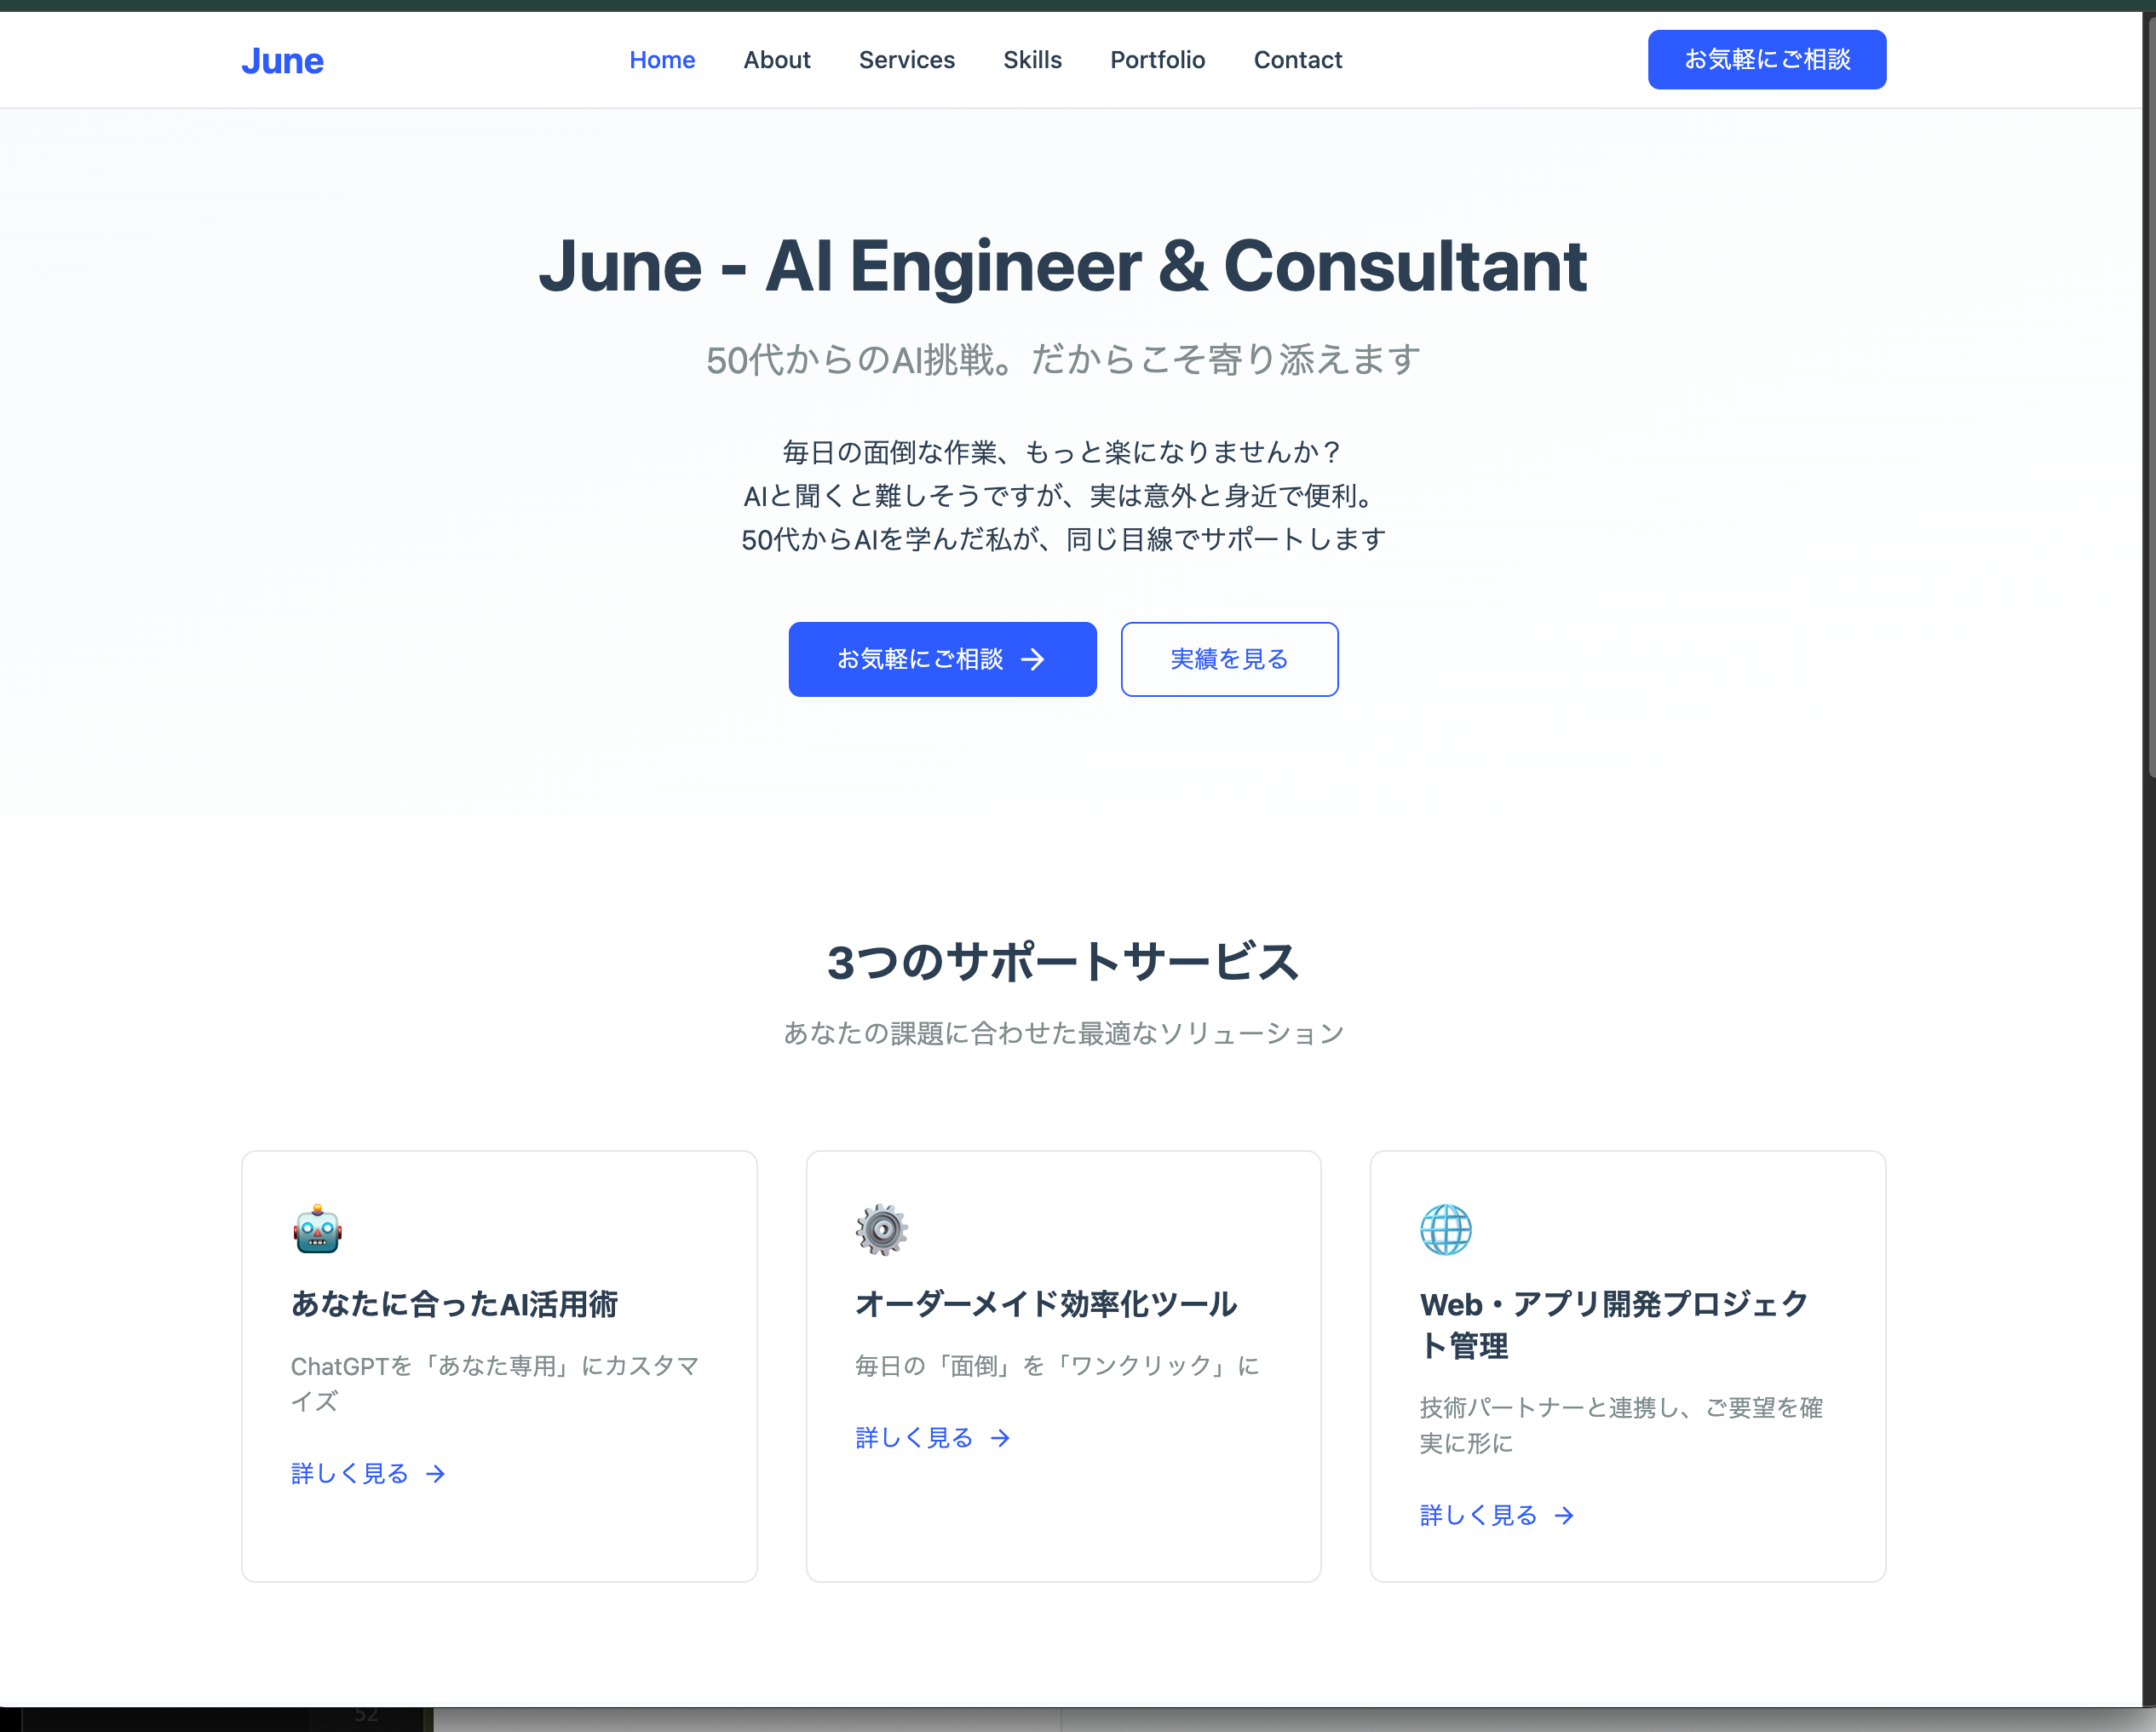 June
Home About Services Skills Portfolio Contact
お気軽にご相談
June - AI Engineer & Consultant
50代からのAI挑戦。だからこそ寄り添えます
毎日の面倒な作業、もっと楽になりませんか？
AIと聞くと難しそうですが、実は意外と身近で便利。
50代からAIを学んだ私が、同じ目線でサポートします
お気軽にご相談 →
実績を見る
3つのサポートサービス
あなたの課題に合わせた最適なソリューション
あなたに合ったAI活用術
ChatGPTを「あなた専用」にカスタマ
イズ
詳しく見る →
オーダーメイド効率化ツール
毎日の「面倒」を「ワンクリック」に
詳しく見る →
Web・アプリ開発プロジェク
ト管理
技術パートナーと連携し、ご要望を確
実に形に
詳しく見る →
52